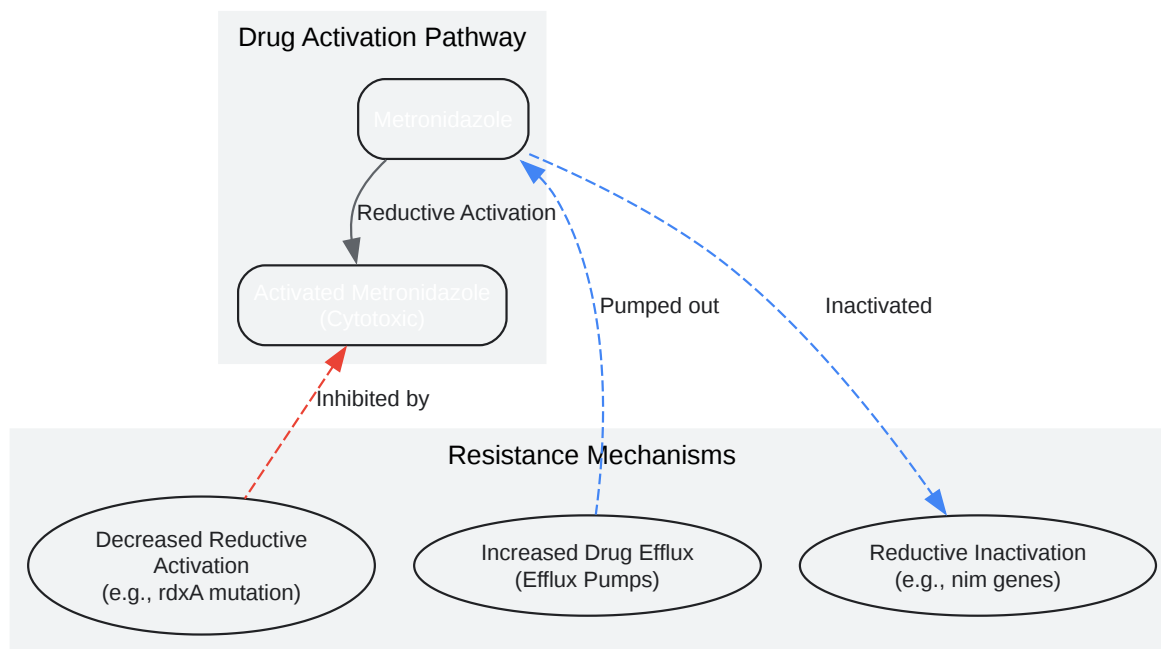 Drug Activation Pathway
Metronidazole
Reductive Activation
Activated Metronidazole
(Cytotoxic)
Pumped out
Inactivated
Inhibited by
Resistance Mechanisms
Decreased Reductive
Activation
(e.g., rdxA mutation)
Increased Drug Efflux
(Efflux Pumps)
Reductive Inactivation
(e.g., nim genes)